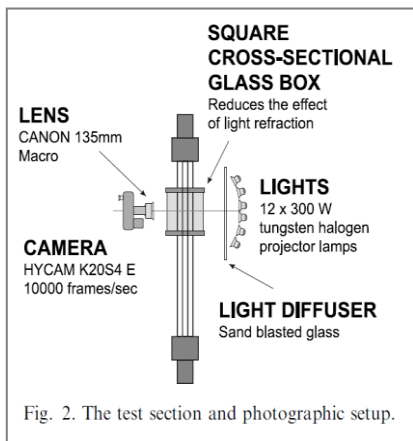 SQUARE
CROSS-SECTIONAL
GLASS BOX
Reduces the effect
of light refraction
LENS
CANON 135mm
Macro
LIGHTS
12 x 300 W
tungsten halogen
projector lamps
CAMERA
HYCAM K20S4 E
10000 frames/sec
LIGHT DIFFUSER
Sand blasted glass
Fig. 2. The test section and photographic setup.